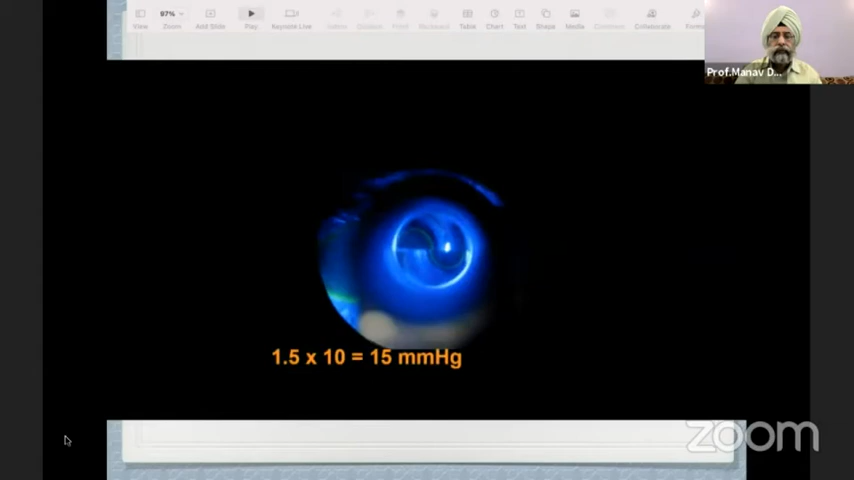 97%
View
Zoom
Add Slide
Play
Keynote Live
Table
Chart
Text
Shape
Media
Comment
Collaborate
Prof.Manav D...
1.5 x 10 = 15 mmHg
zoom